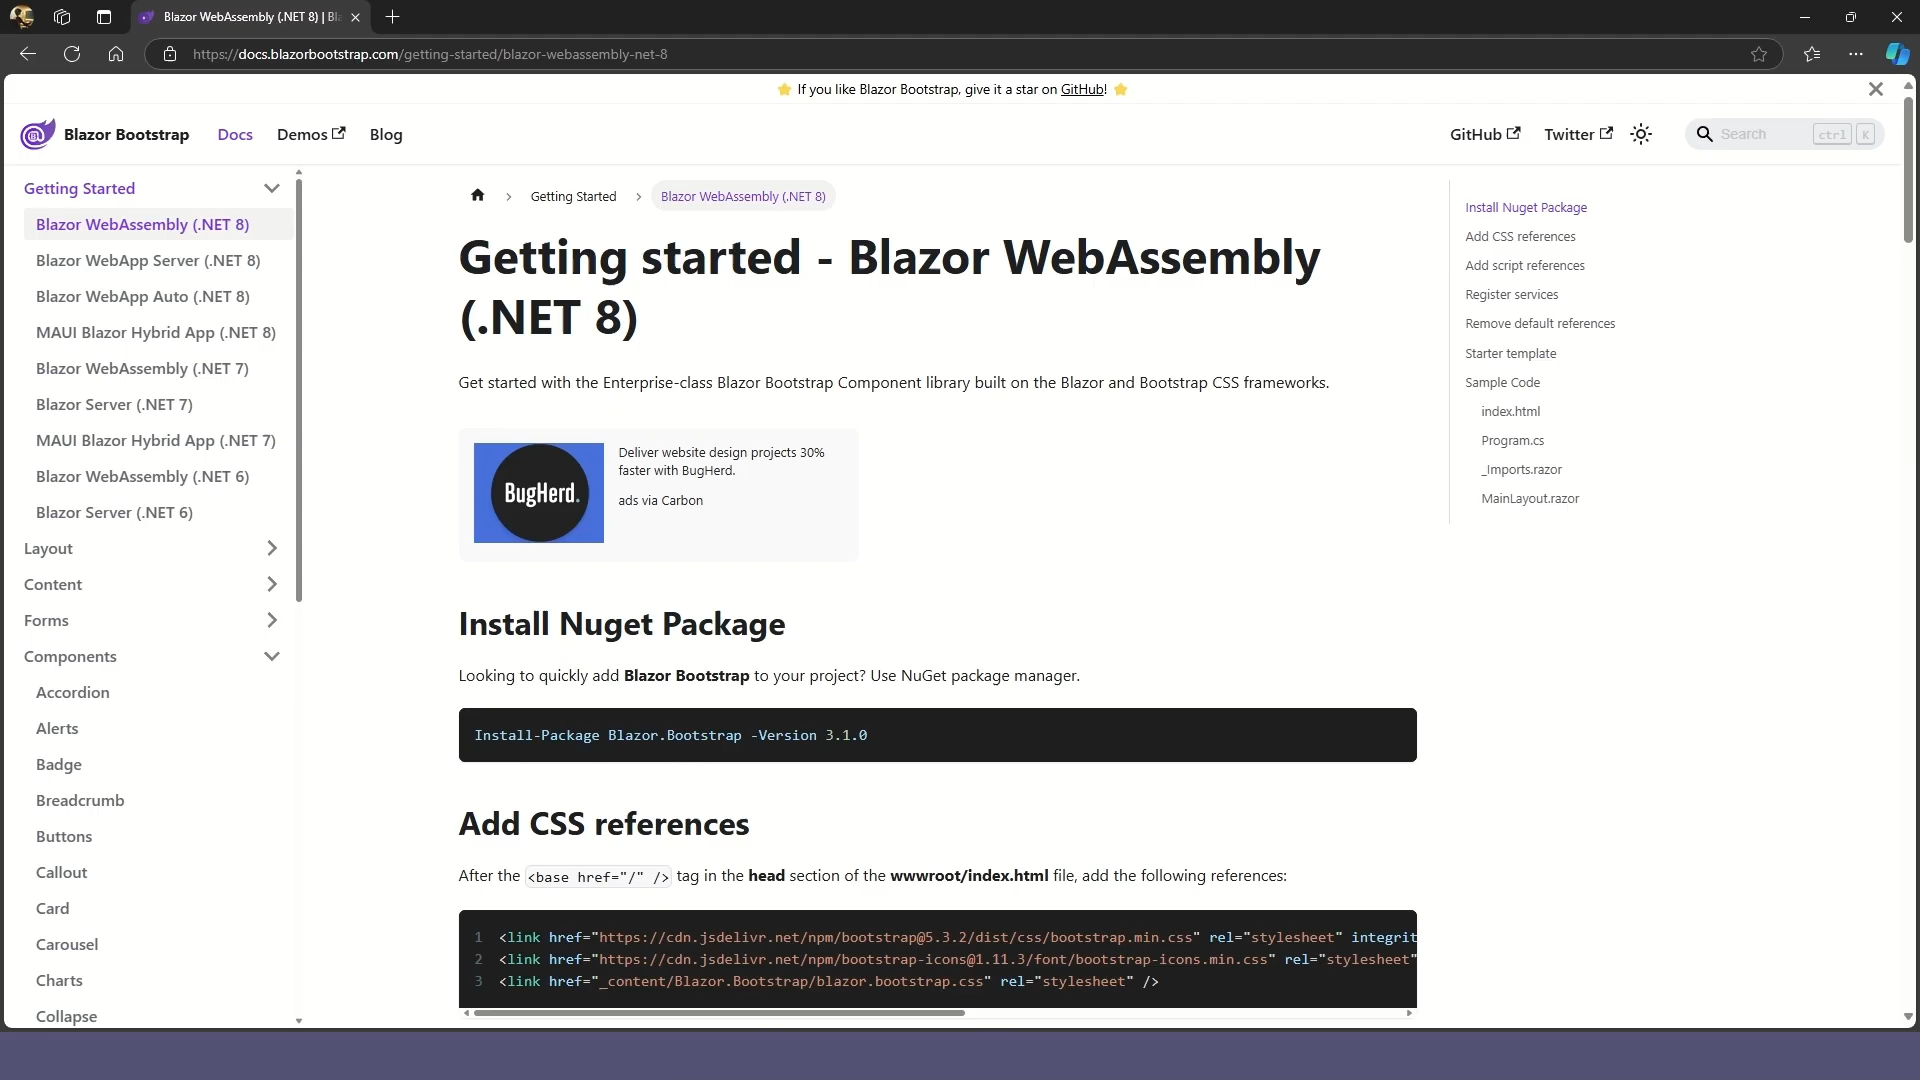 Blazor WebAssembly (.NET 8) | Bla
https://docs.blazorbootstrap.com/getting-started/blazor-webassembly-net-8
If you like Blazor Bootstrap, give it a star on GitHub!
Blazor Bootstrap
Docs
Demos
Blog
GitHub
Twitter
Search
ctrl
K
Getting Started
Blazor WebAssembly (.NET 8)
Blazor WebApp Server (.NET 8)
Blazor WebApp Auto (.NET 8)
MAUI Blazor Hybrid App (.NET 8)
Blazor WebAssembly (.NET 7)
Blazor Server (.NET 7)
MAUI Blazor Hybrid App (.NET 7)
Blazor WebAssembly (.NET 6)
Blazor Server (.NET 6)
Layout
Content
Forms
Components
Accordion
Alerts
Badge
Breadcrumb
Buttons
Callout
Card
Carousel
Charts
Collapse
Getting Started
Blazor WebAssembly (.NET 8)
Getting started - Blazor WebAssembly
(.NET 8)
Get started with the Enterprise-class Blazor Bootstrap Component library built on the Blazor and Bootstrap CSS frameworks.
BugHerd.
Deliver website design projects 30%
faster with BugHerd.
ads via Carbon
Install Nuget Package
Looking to quickly add Blazor Bootstrap to your project? Use NuGet package manager.
Install-Package Blazor.Bootstrap -Version 3.1.0
Add CSS references
After the <base href="/" /> tag in the head section of the wwwroot/index.html file, add the following references:
1 <link href="https://cdn.jsdelivr.net/npm/bootstrap@5.3.2/dist/css/bootstrap.min.css" rel="stylesheet" integrit
2 <link href="https://cdn.jsdelivr.net/npm/bootstrap-icons@1.11.3/font/bootstrap-icons.min.css" rel="stylesheet"
3 <link href="_content/Blazor.Bootstrap/blazor.bootstrap.css" rel="stylesheet" />
Install Nuget Package
Add CSS references
Add script references
Register services
Remove default references
Starter template
Sample Code
index.html
Program.cs
_Imports.razor
MainLayout.razor